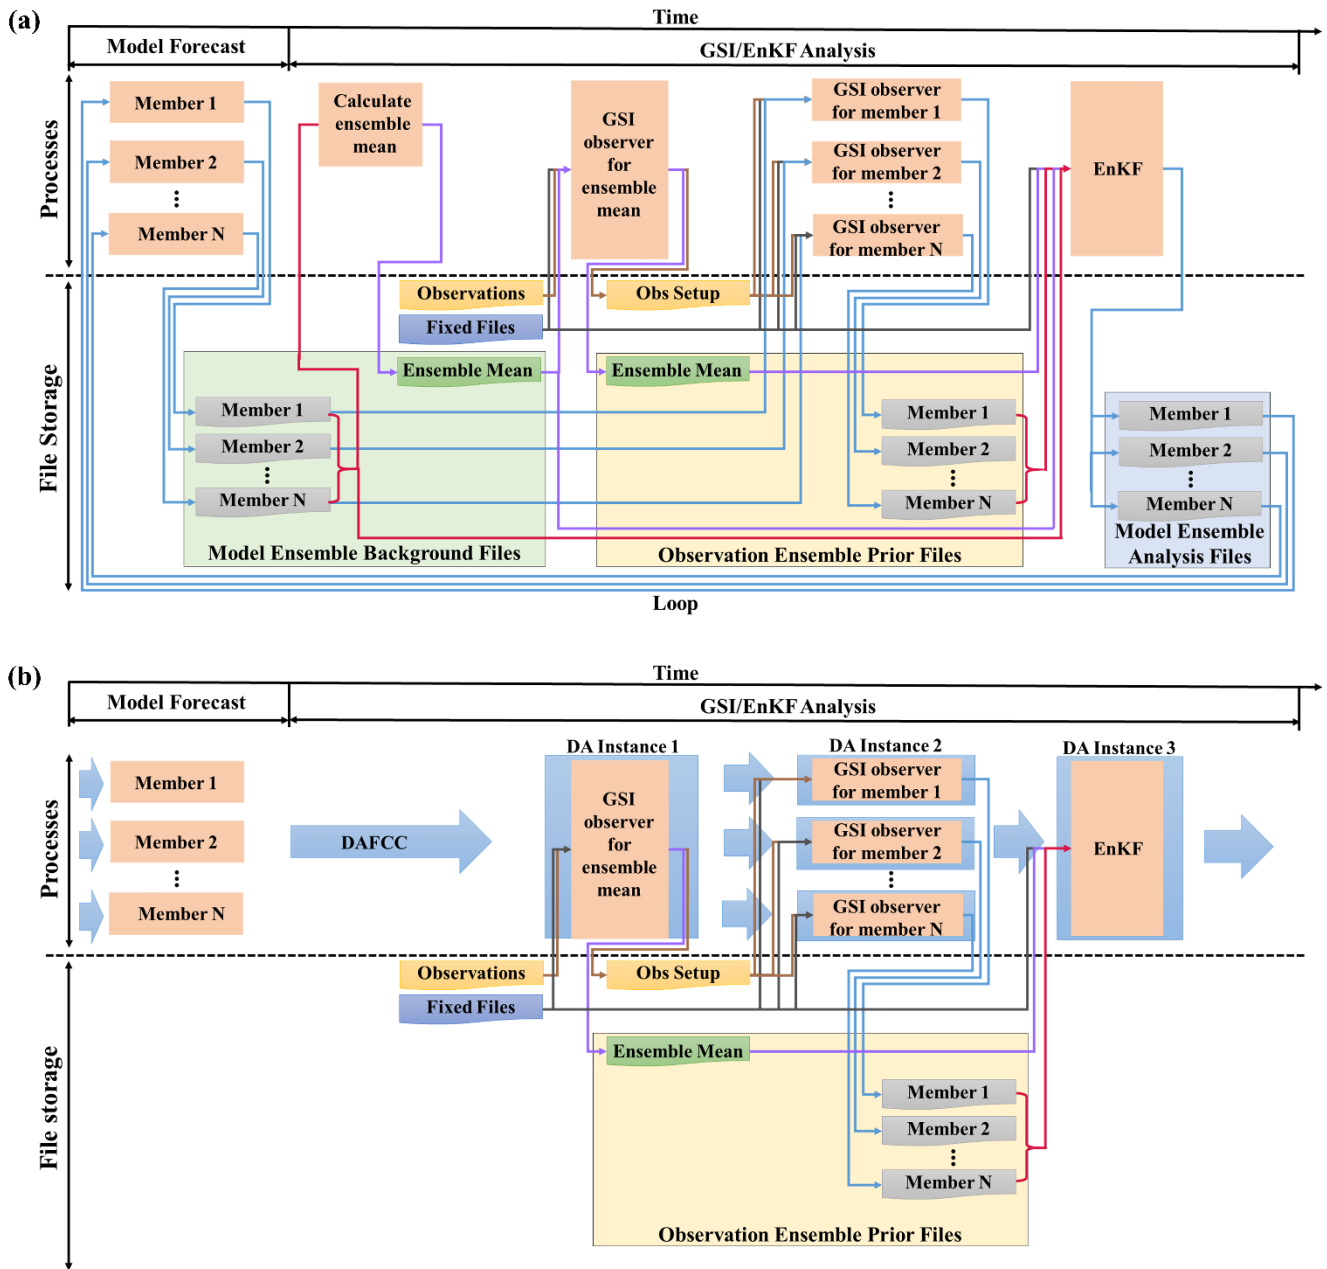 (a)
Time
Model Forecast
GSI/EnKF Analysis
Processes
Member 1
Member 2
Member N
Calculate
ensemble
mean
GSI
observer
for
ensemble
mean
GSI observer
for member 1
GSI observer
for member 2
GSI observer
for member N
EnKF
File Storage
Observations
Fixed Files
Obs Setup
Ensemble Mean
Member 1
Member 2
Member N
Model Ensemble Background Files
Ensemble Mean
Member 1
Member 2
Member N
Observation Ensemble Prior Files
Member 1
Member 2
Member N
Model Ensemble
Analysis Files
Loop
(b)
Time
Model Forecast
GSI/EnKF Analysis
Processes
Member 1
Member 2
Member N
DAFCC
DA Instance 1
GSI
observer
for
ensemble
mean
DA Instance 2
GSI observer
for member 1
GSI observer
for member 2
GSI observer
for member N
DA Instance 3
EnKF
File storage
Observations
Fixed Files
Obs Setup
Ensemble Mean
Member 1
Member 2
Member N
Observation Ensemble Prior Files